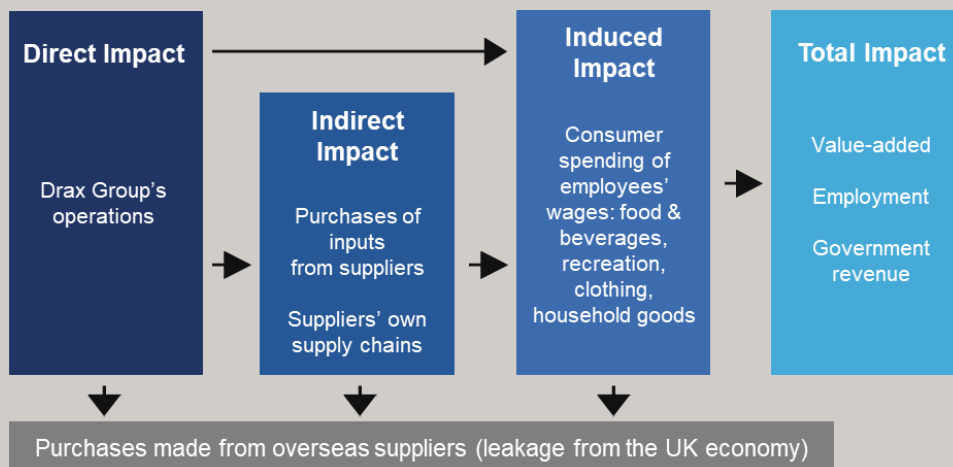 Direct Impact
Drax Group's
operations
Indirect
Impact
Purchases of
inputs
from suppliers
Suppliers' own
supply chains
Induced
Impact
Consumer
spending of
employees'
wages: food &
beverages,
recreation,
clothing,
household goods
Total Impact
Value-added
Employment
Government
revenue
Purchases made from overseas suppliers (leakage from the UK economy)